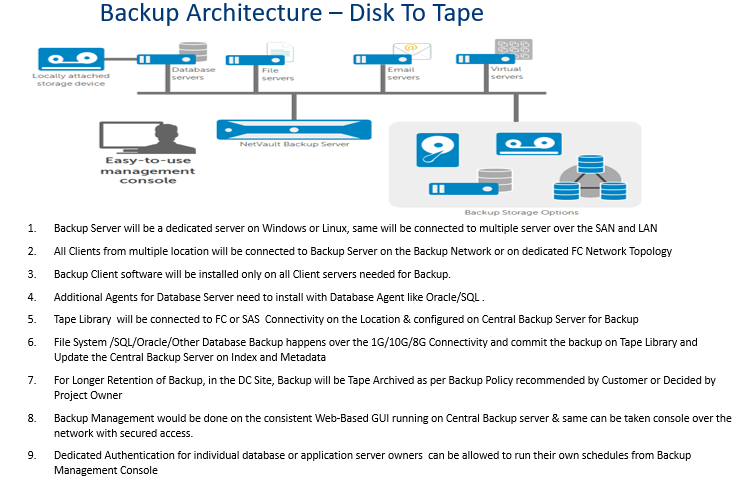 Backup Architecture – Disk To Tape
Locally attached
storage device
Database
servers
File
servers
Email
servers
Virtual
servers
Easy-to-use
management
console
NetVault Backup Server
Backup Storage Options
1. Backup Server will be a dedicated server on Windows or Linux, same will be connected to multiple server over the SAN and LAN
2. All Clients from multiple location will be connected to Backup Server on the Backup Network or on dedicated FC Network Topology
3. Backup Client software will be installed only on all Client servers needed for Backup.
4. Additional Agents for Database Server need to install with Database Agent like Oracle/SQL .
5. Tape Library will be connected to FC or SAS Connectivity on the Location & configured on Central Backup Server for Backup
6. File System /SQL/Oracle/Other Database Backup happens over the 1G/10G/8G Connectivity and commit the backup on Tape Library and
Update the Central Backup Server on Index and Metadata
7. For Longer Retention of Backup, in the DC Site, Backup will be Tape Archived as per Backup Policy recommended by Customer or Decided by
Project Owner
8. Backup Management would be done on the consistent Web-Based GUI running on Central Backup server & same can be taken console over the
network with secured access.
9. Dedicated Authentication for individual database or application server owners can be allowed to run their own schedules from Backup
Management Console